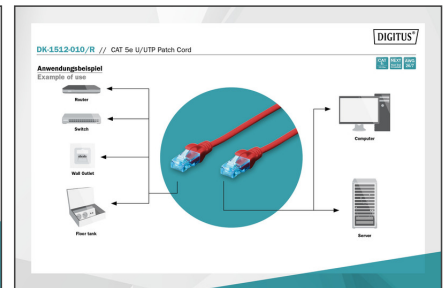 DIGITUS®
DK-1512-010/R // CAT 5e U/UTP Patch Cord
Anwendungsbeispiel
Example of use
Router
Switch
Wall Outlet
Floor tank
Computer
Server